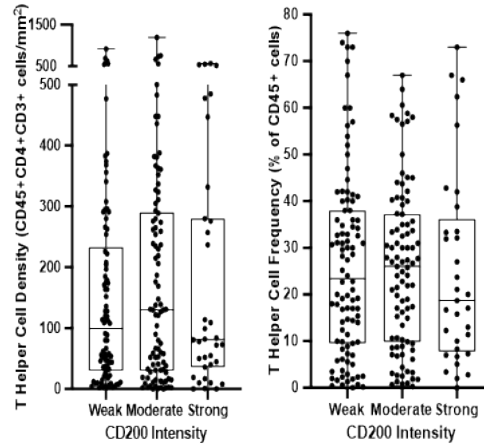 T Helper Cell Density (CD45+CD4+CD3+ cells/mm²)
1500
500
500
400
300
200
100
0
Weak Moderate Strong
CD200 Intensity
T Helper Cell Frequency (% of CD45+ cells)
80
70
60
50
40
30
20
10
0
Weak Moderate Strong
CD200 Intensity